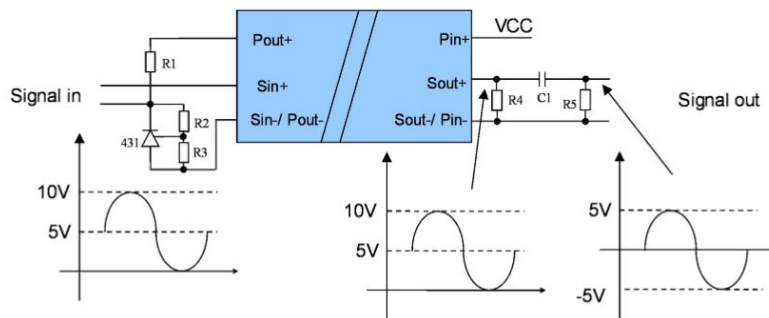 Pout+
Pin+
VCC
R1
Sin+
Sout+
Signal in
R4
C1
R5
Signal out
R2
Sin-/ Pout-
Sout-/ Pin-
431
R3
10V
5V
10V
5V
5V
-5V